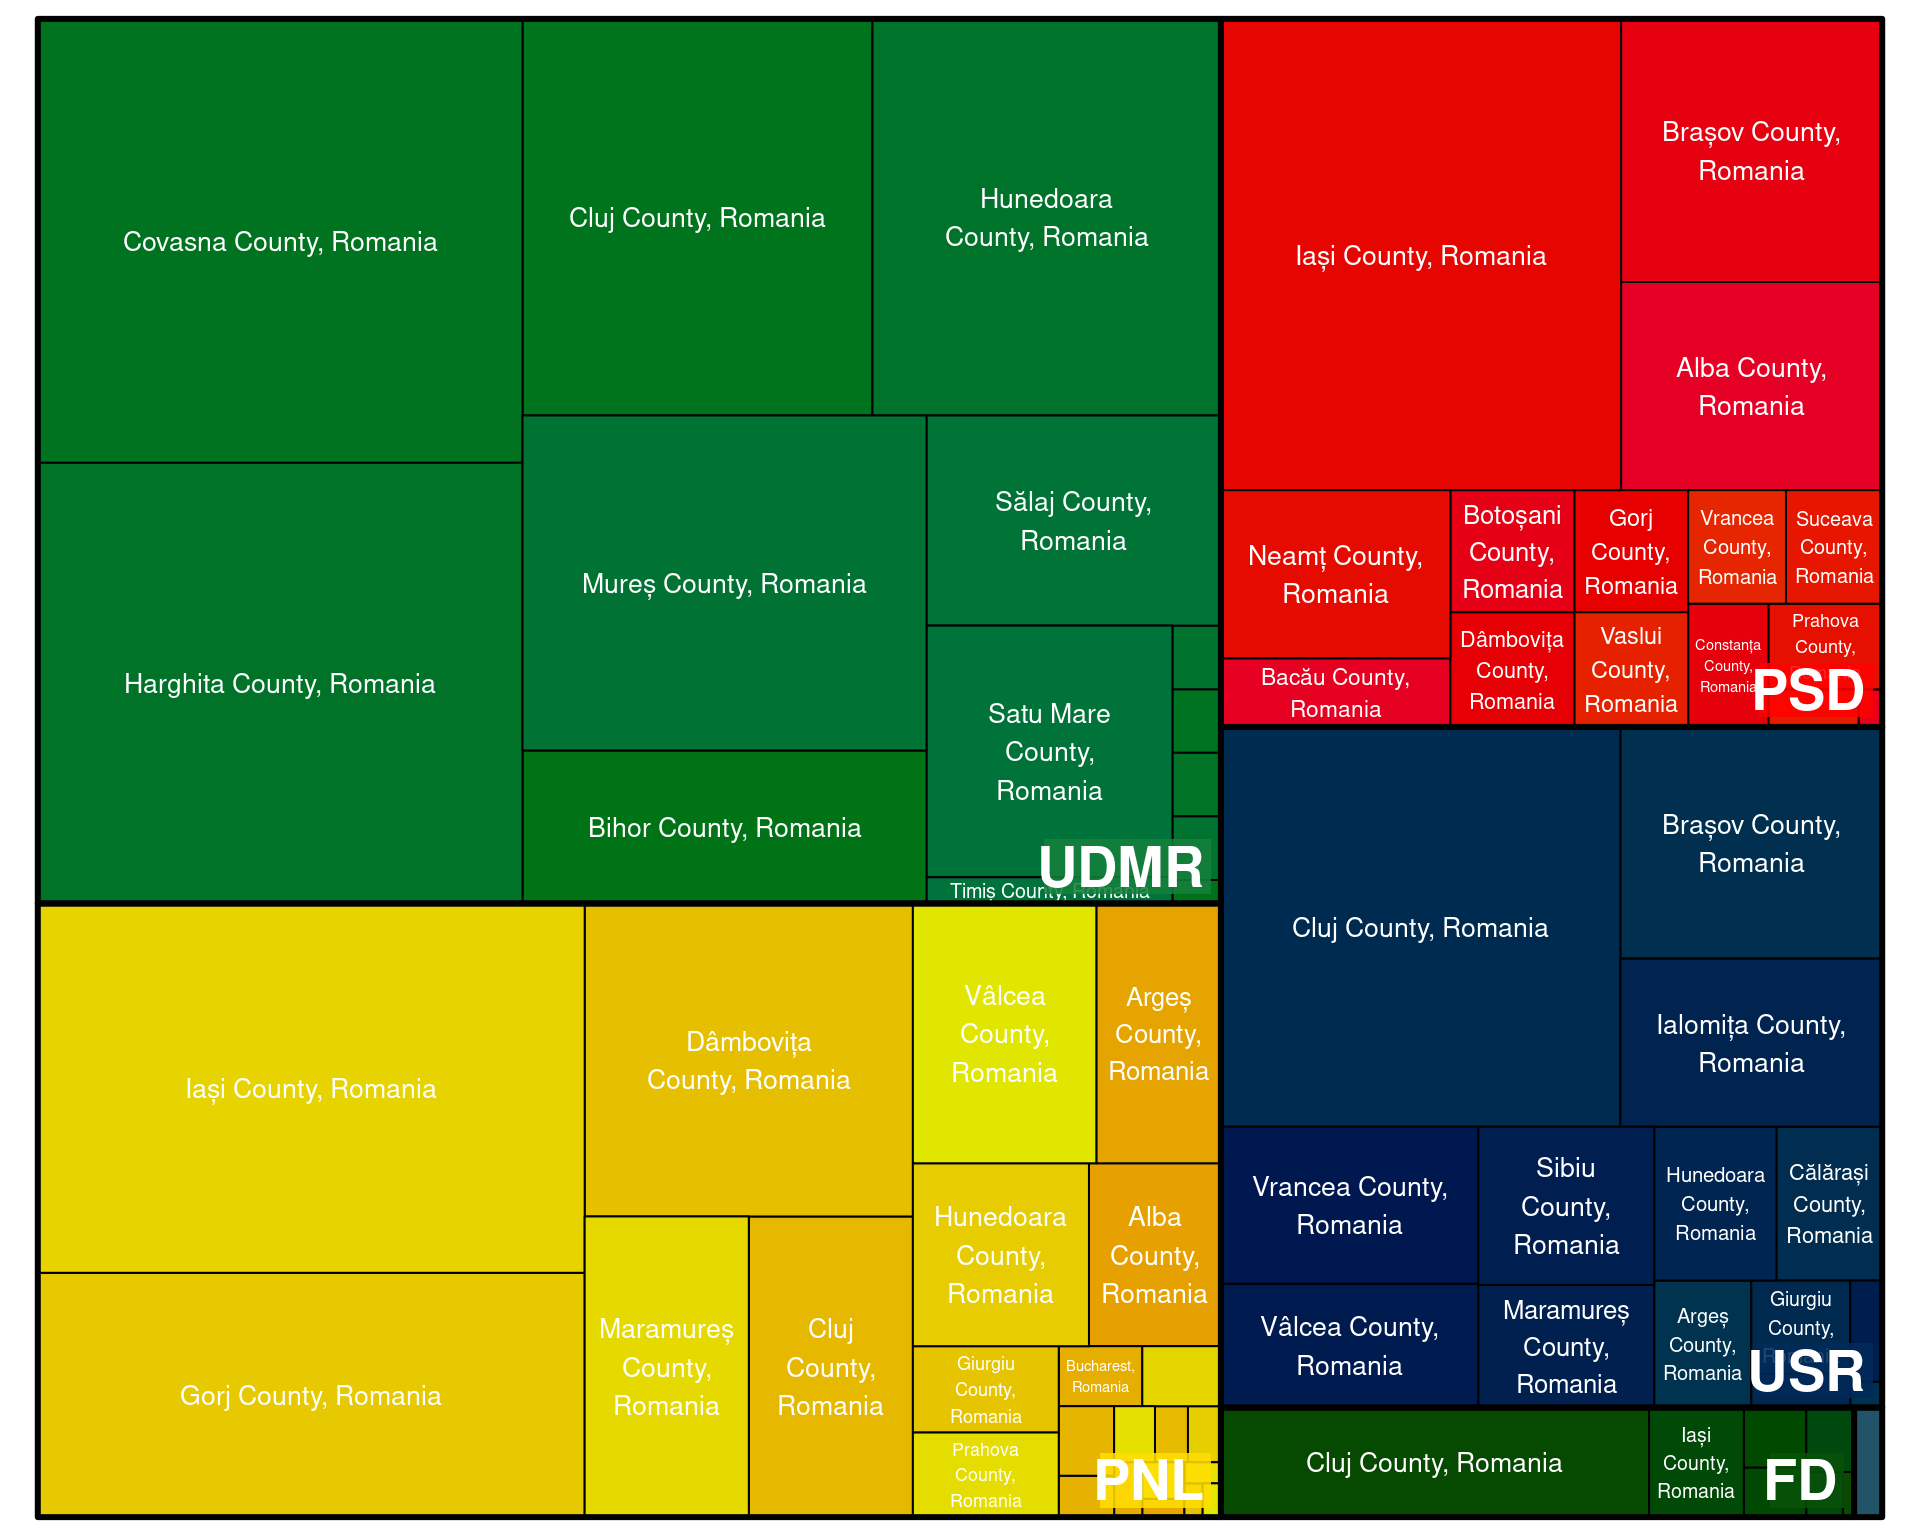 Covasna County, Romania
Cluj County, Romania
Hunedoara
County, Romania
Harghita County, Romania
Mureș County, Romania
Sălaj County,
Romania
Bihor County, Romania
Satu Mare
County,
Romania
Timiș County, Romania
UDMR
Iași County, Romania
Brașov County,
Romania
Alba County,
Romania
Neamț County,
Romania
Bacău County,
Romania
Botoșani
County,
Romania
Gorj
County,
Romania
Vrancea
County,
Romania
Suceava
County,
Romania
Dâmbovița
County,
Romania
Vaslui
County,
Romania
Constanța
County,
Romania
Prahova
County,
PSD
Iași County, Romania
Gorj County, Romania
Dâmbovița
County, Romania
Maramureș
County,
Romania
Cluj
County,
Romania
Vâlcea
County,
Romania
Argeș
County,
Romania
Hunedoara
County,
Romania
Alba
County,
Romania
Giurgiu
County,
Romania
Bucharest,
Romania
Prahova
County,
Romania
PNL
Cluj County, Romania
Brașov County,
Romania
Ialomița County,
Romania
Vrancea County,
Romania
Sibiu
County,
Romania
Hunedoara
County,
Romania
Călărași
County,
Romania
Vâlcea County,
Romania
Maramureș
County,
Romania
Argeș
County,
Romania
Giurgiu
County,
USR
Cluj County, Romania
Iași
County,
Romania
FD